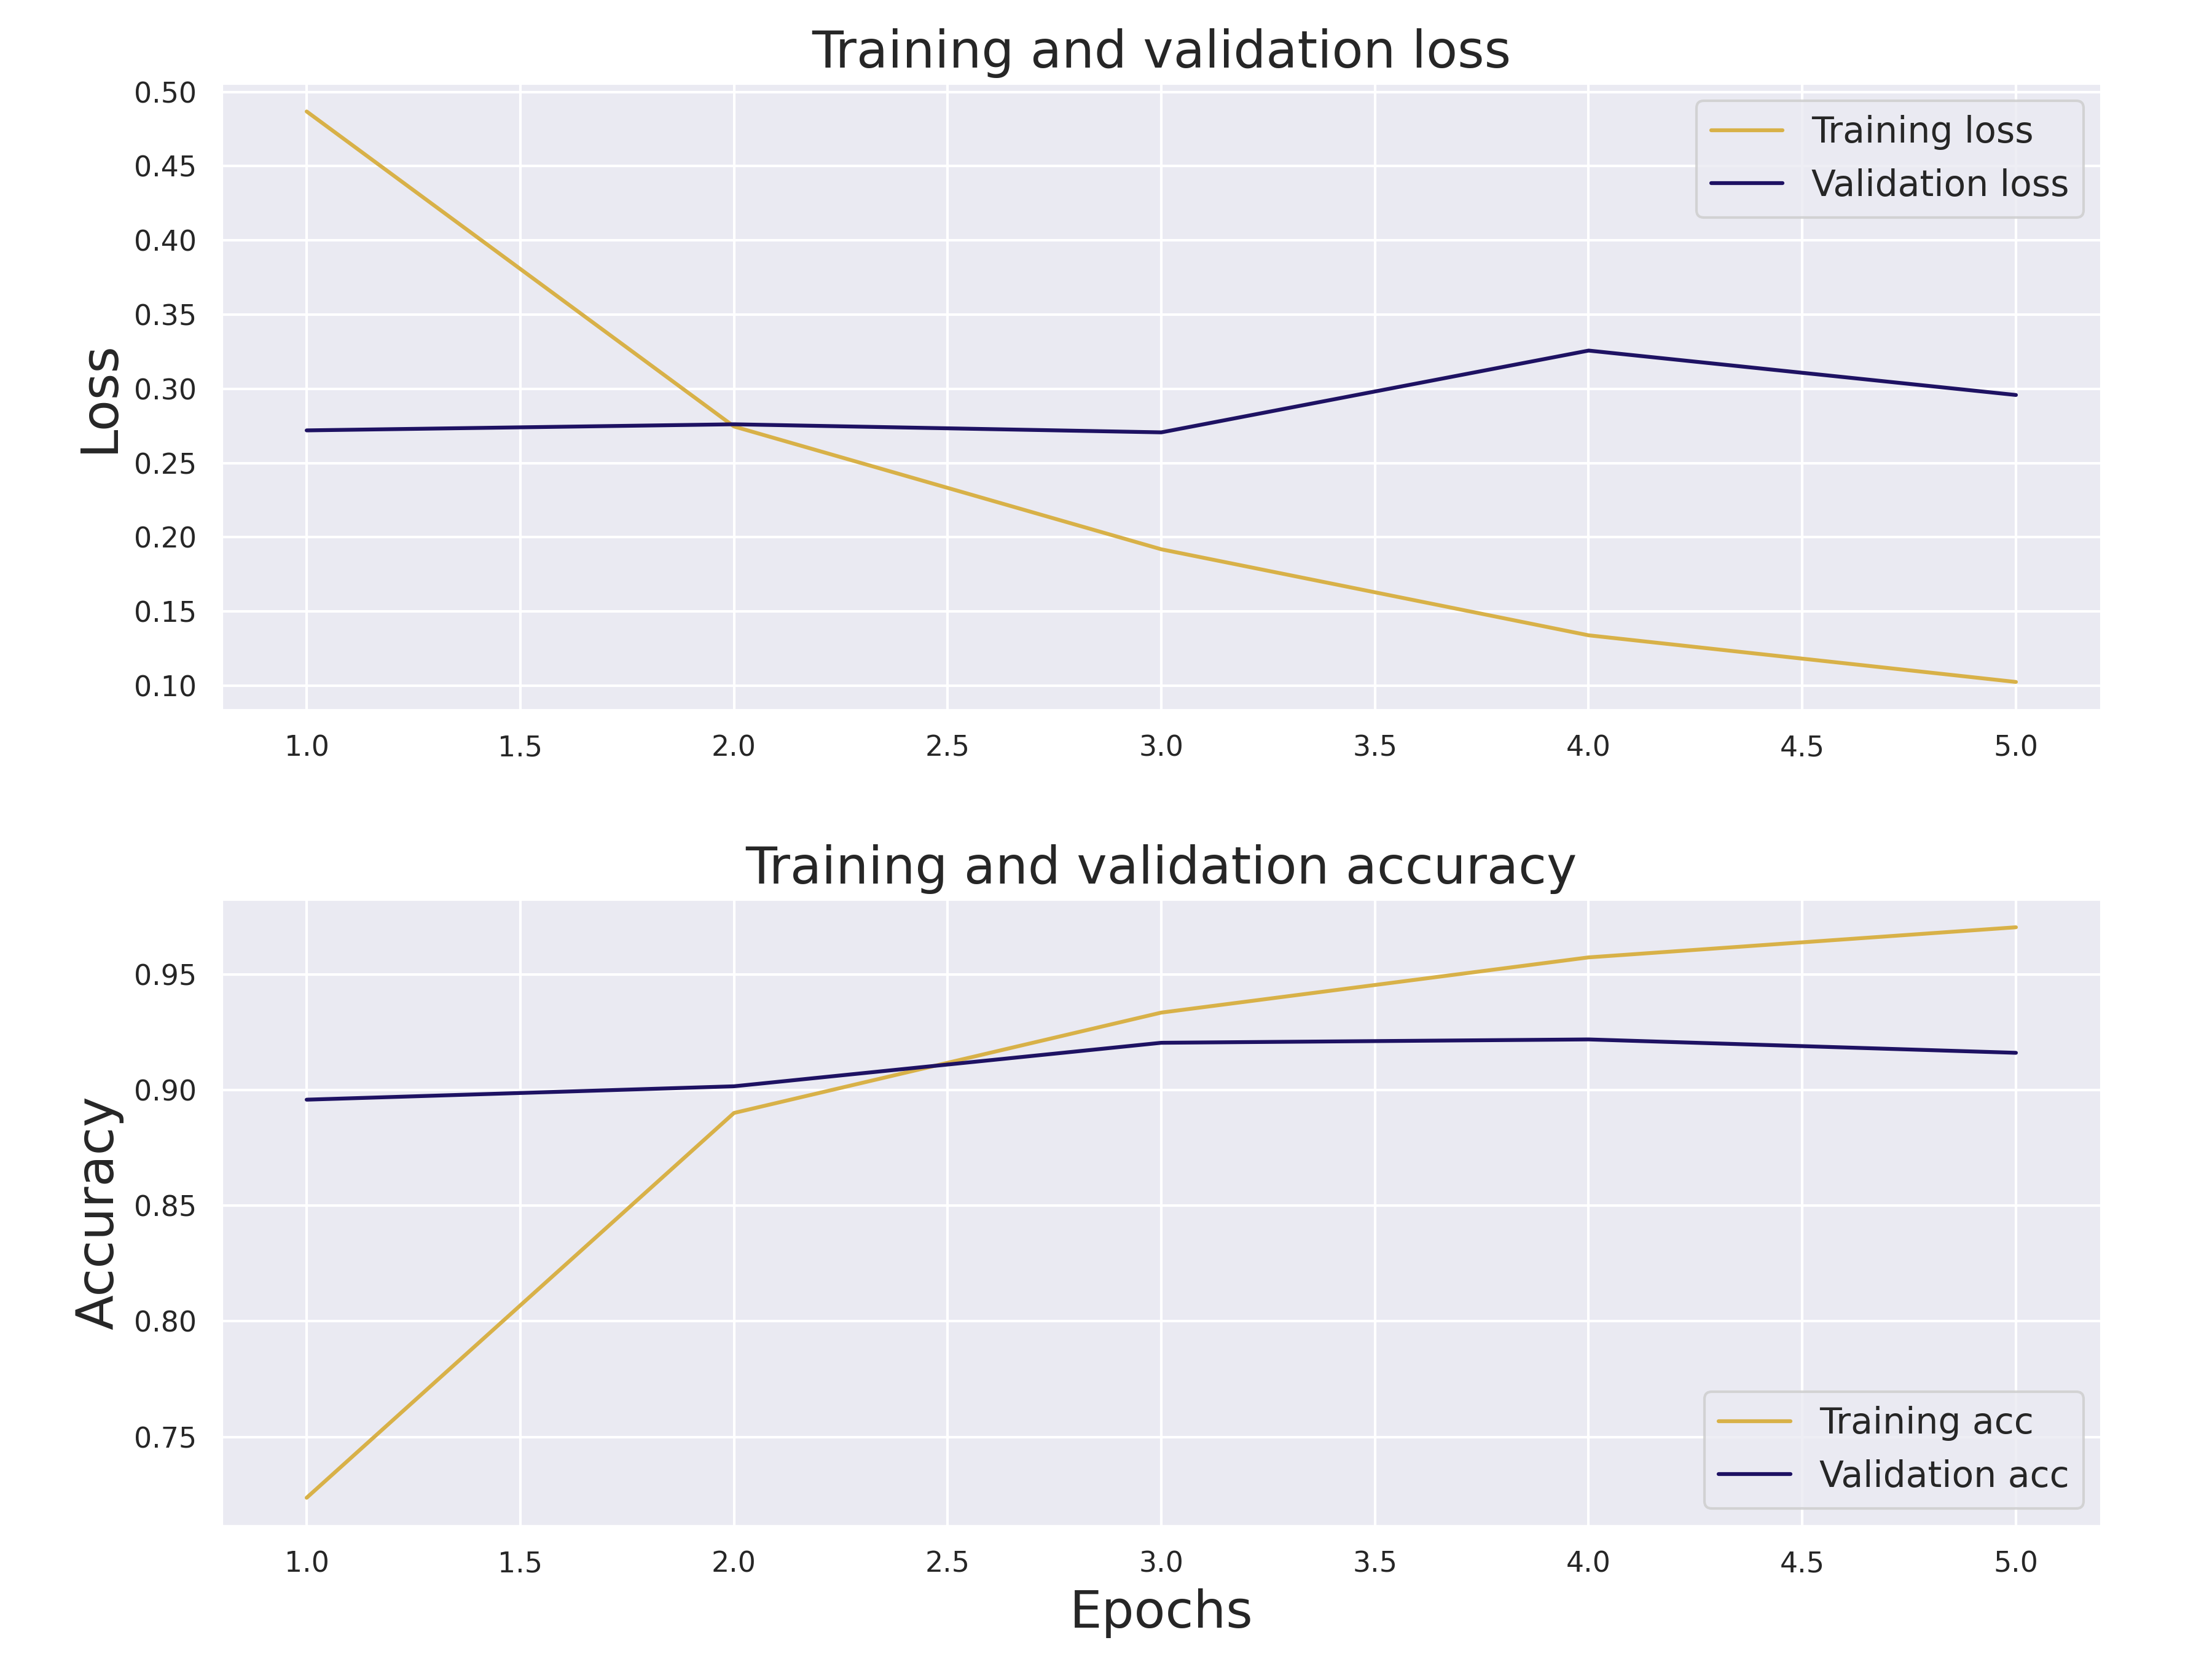 Training and validation loss
0.50
0.45
0.40
0.35
0.30
0.25
0.20
0.15
0.10
Loss
Training loss
Validation loss
1.0 1.5 2.0 2.5 3.0 3.5 4.0 4.5 5.0
Training and validation accuracy
0.95
0.90
0.85
0.80
0.75
Accuracy
Training acc
Validation acc
1.0 1.5 2.0 2.5 3.0 3.5 4.0 4.5 5.0
Epochs